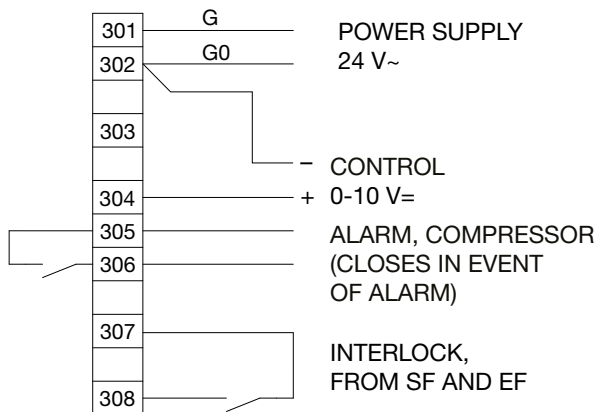 301
G
POWER SUPPLY
302
G0
24 V~
303
– CONTROL
304
+ 0-10 V=
305
ALARM, COMPRESSOR
306
(CLOSES IN EVENT
OF ALARM)
307
INTERLOCK,
FROM SF AND EF
308